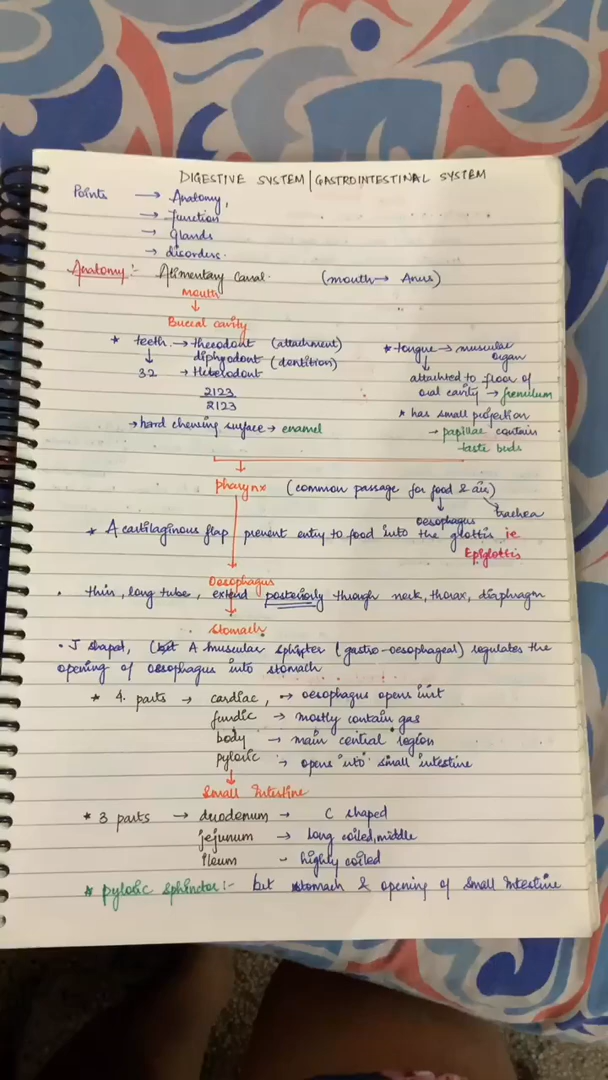 DIGESTIVE SYSTEM | GASTROINTESTINAL SYSTEM
Points → Anatomy,
→ Function
→ Glands
→ disorders.
Anatomy:- Alimentary Canal. (mouth → Anus)
Mouth
↓
Buccal cavity
* teeth → thecodont (attachment)
↓ diphyodont (dentition)
32 → Heterodont
2123
2123
→ hard chewing surface → enamel
* tongue → muscular organ
↓
attachted to floor of
oral cavity → frenulum
* has small projection
→ papillae contain
taste buds
↓
Pharynx (common passage for food & air)
↓ oesophagus trachea
* A cartilaginous flap prevent entry to food into the glottis ie
Epiglottis
Oesophagus
. thin, long tube, extend posteriorly through neck, thorax, diaphragm
↓
Stomach
. J shaped, A muscular sphincter (gastro-oesophageal) regulates the
opening of oesophagus into stomach
* 4 parts → cardiac, → oesophagus opens
fundic → mostly contain gas
body → main central region
pyloric → opens into small intestine
↓
Small Intestine
* 3 parts → duodenum → C shaped
jejunum → long coiled, middle
ileum - highly coiled
* pyloric sphinctor:- bet stomach & opening of small intestine